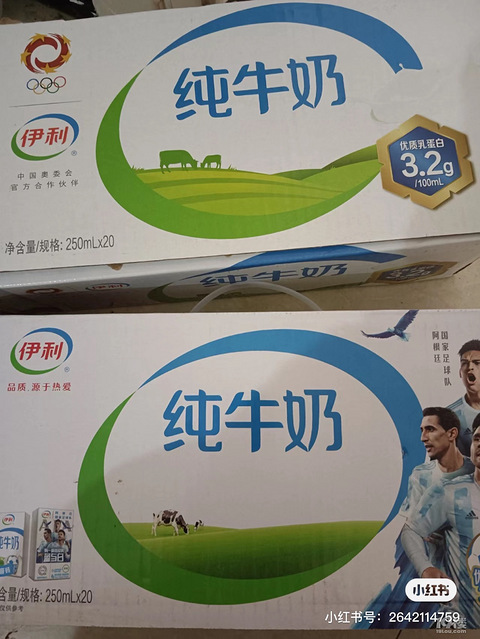 纯牛奶
伊利
®
中国奥委会
官方合作伙伴
优质乳蛋白
3.2g
/100mL
净含量/规格: 250mLx20
纯牛奶
伊利
®
品质 源于热爱
纯牛奶
阿根廷
国家足球队
伊利
纯牛奶
含量/规格: 250mLx20
小红书
小红书号: 2642114759